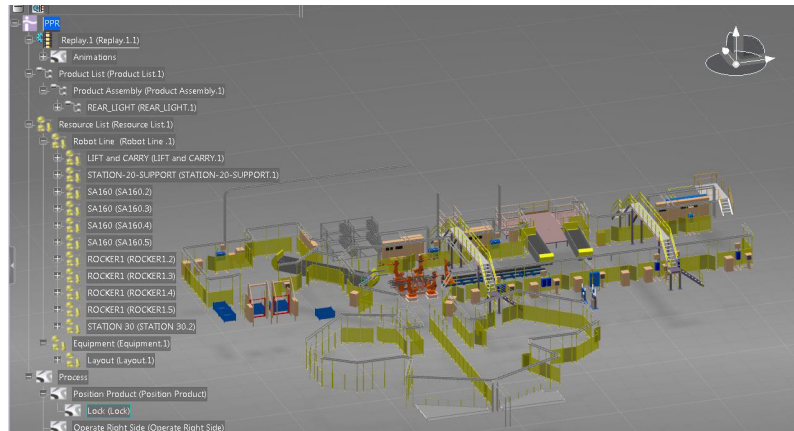 PPR
Replay.1 (Replay.1.1)
Animations
Product List (Product List.1)
Product Assembly (Product Assembly.1)
REAR_LIGHT (REAR_LIGHT.1)
Resource List (Resource List.1)
Robot Line (Robot Line .1)
LIFT and CARRY (LIFT and CARRY.1)
STATION-20-SUPPORT (STATION-20-SUPPORT.1)
SA160 (SA160.2)
SA160 (SA160.3)
SA160 (SA160.4)
SA160 (SA160.5)
ROCKER1 (ROCKER1.2)
ROCKER1 (ROCKER1.3)
ROCKER1 (ROCKER1.4)
ROCKER1 (ROCKER1.5)
STATION 30 (STATION 30.2)
Equipment (Equipment.1)
Layout (Layout.1)
Process
Position Product (Position Product)
Lock (Lock)
Operate Right Side (Operate Right Side)